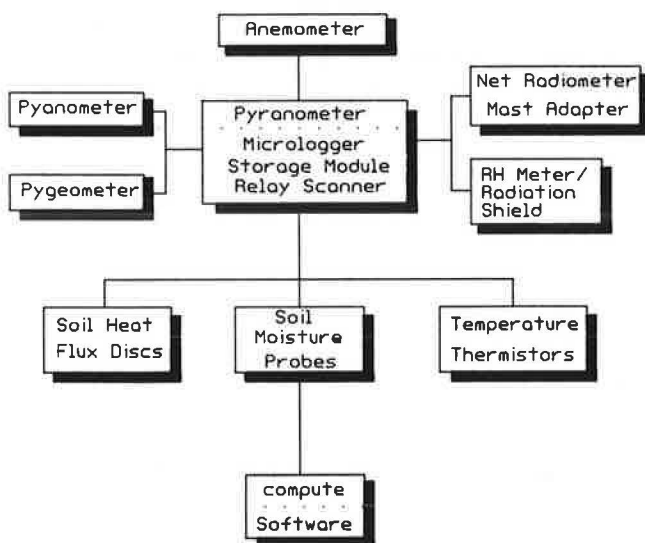 Anemometer
Pyanometer
Pygeometer
Pyranometer
Micrologger
Storage Module
Relay Scanner
Net Radiometer
Mast Adapter
RH Meter/
Radiation
Shield
Soil Heat
Flux Discs
Soil
Moisture
Probes
Temperature
Thermistors
compute
Software